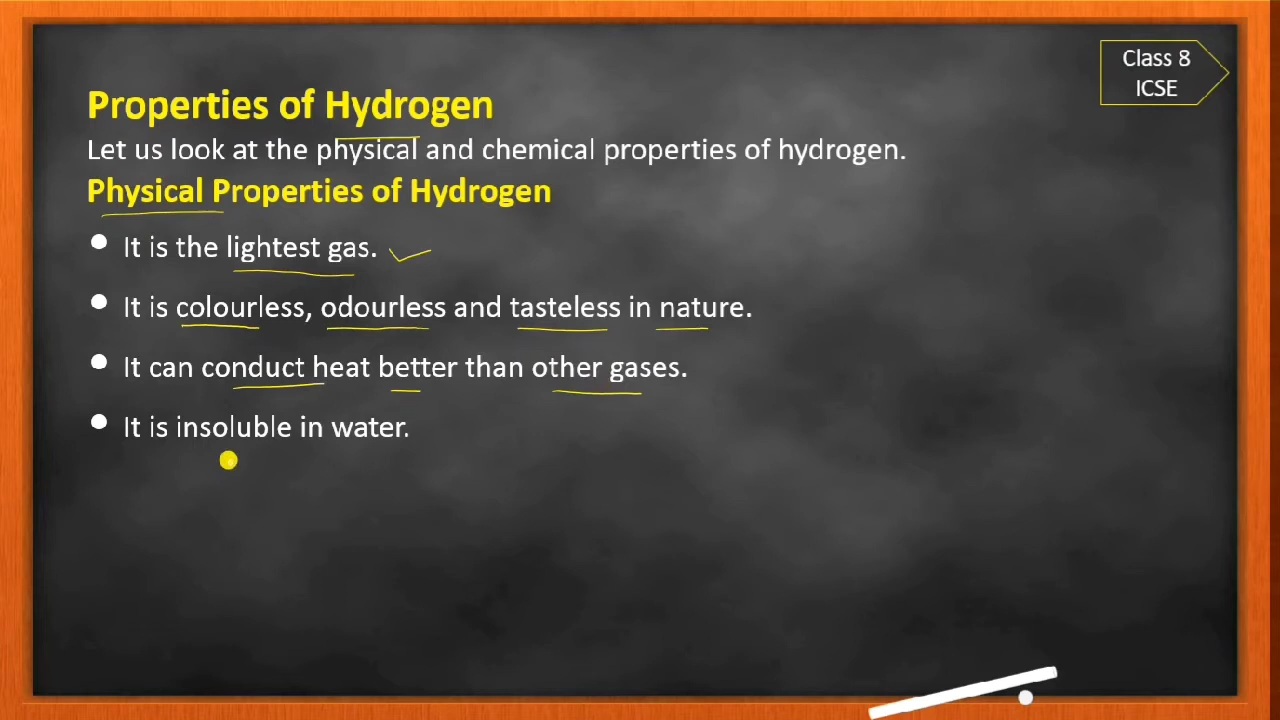 Class 8
ICSE
Properties of Hydrogen
Let us look at the physical and chemical properties of hydrogen.
Physical Properties of Hydrogen
• It is the lightest gas.
• It is colourless, odourless and tasteless in nature.
• It can conduct heat better than other gases.
• It is insoluble in water.